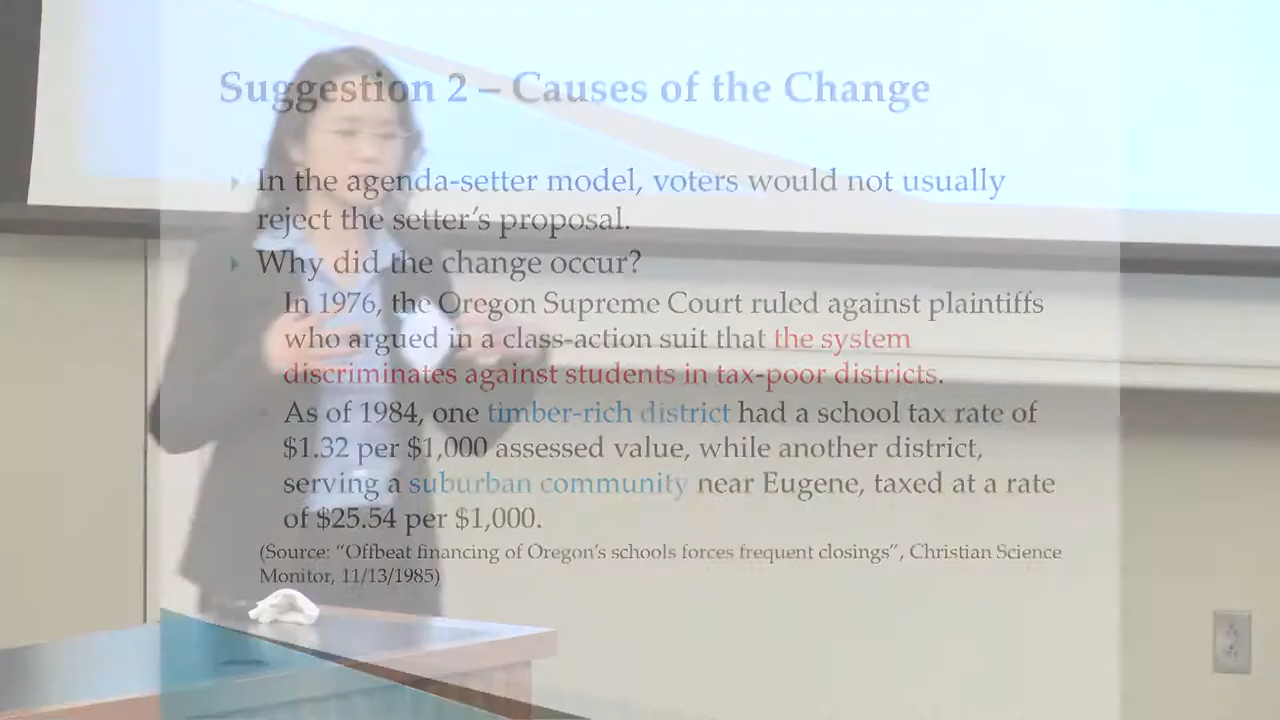 Suggestion 2 – Causes of the Change
In the agenda-setter model, voters would not usually
reject the setter's proposal.
Why did the change occur?
In 1976, the Oregon Supreme Court ruled against plaintiffs
who argued in a class-action suit that the system
discriminates against students in tax-poor districts.
As of 1984, one timber-rich district had a school tax rate of
$1.32 per $1,000 assessed value, while another district,
serving a suburban community near Eugene, taxed at a rate
of $25.54 per $1,000.
(Source: “Offbeat financing of Oregon's schools forces frequent closings”, Christian Science
Monitor, 11/13/1985)